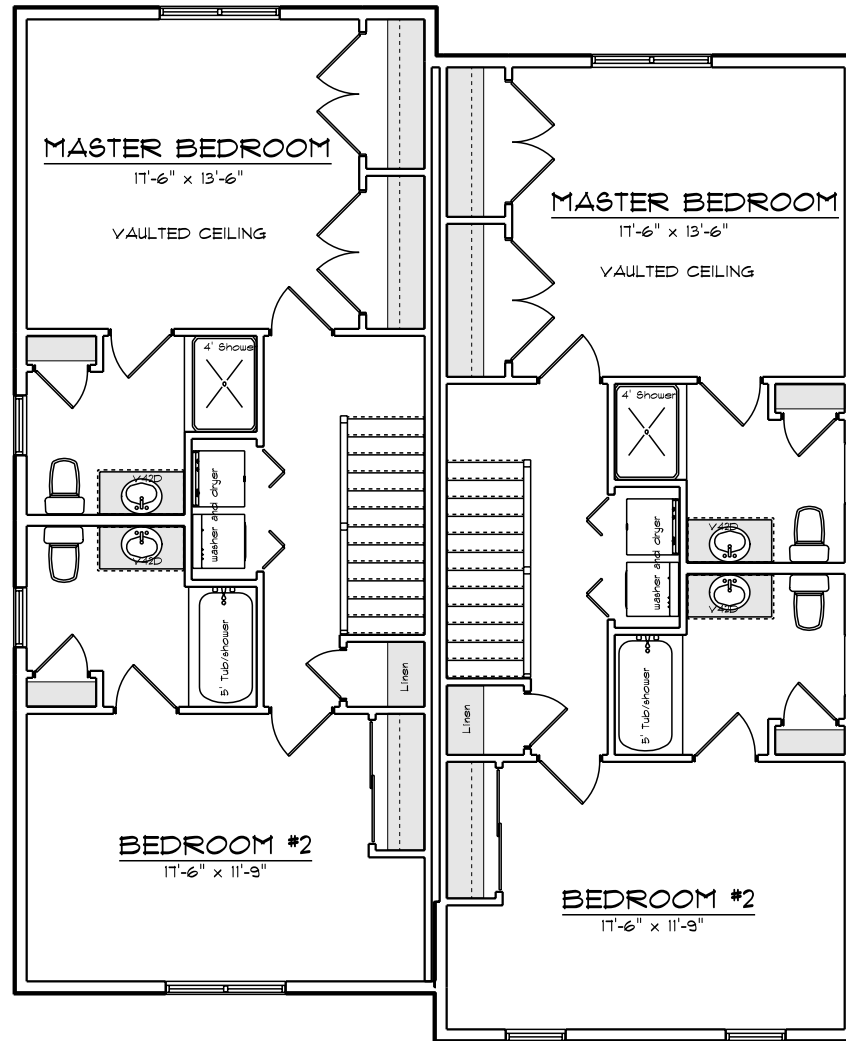 MASTER BEDROOM
17'-6" x 13'-6"
VAULTED CEILING
4' Shower
V42D
washer and dryer
V42D
5' Tub/shower
Linen
BEDROOM #2
17'-6" x 11'-9"
MASTER BEDROOM
17'-6" x 13'-6"
VAULTED CEILING
4' Shower
V42D
washer and dryer
V42D
5' Tub/shower
Linen
BEDROOM #2
17'-6" x 11'-9"